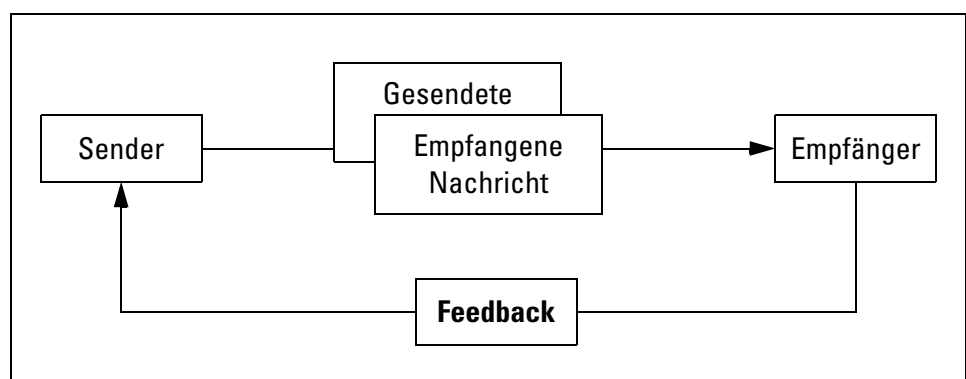 Gesendete
Sender
Empfangene
Nachricht
Empfänger
Feedback